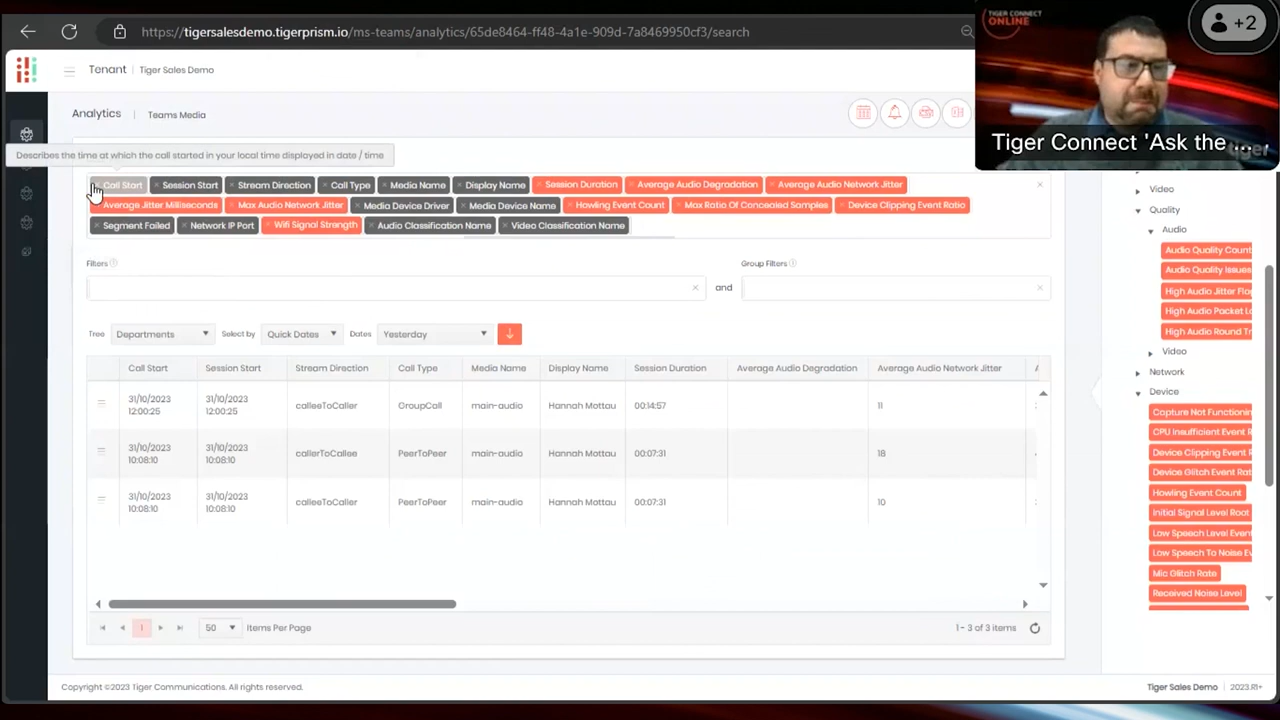 https://tigersalesdemo.tigerprism.io/ms-teams/analytics/65de8464-ff48-4a1e-909d-7a8469950cf3/search
TIGER CONNECT
ONLINE
+2
Tiger Connect 'Ask the ...
Tenant Tiger Sales Demo
Analytics | Teams Media
Describes the time at which the call started in your local time displayed in date / time
Call Start × Session Start × Stream Direction × Call Type × Media Name × Display Name × Session Duration × Average Audio Degradation × Average Audio Network Jitter ×
Average Jitter Milliseconds × Max Audio Network Jitter × Media Device Driver × Media Device Name × Howling Event Count × Max Ratio Of Concealed Samples × Device Clipping Event Ratio
× Segment Failed × Network IP Port × Wifi Signal Strength × Audio Classification Name × Video Classification Name
Filters Group Filters
× and ×
Tree Departments Select by Quick Dates Dates Yesterday
Call Start Session Start Stream Direction Call Type Media Name Display Name Session Duration Average Audio Degradation Average Audio Network Jitter
31/10/2023 12:00:25 31/10/2023 12:00:25 calleeToCaller GroupCall main-audio Hannah Mottau 00:14:57 11
31/10/2023 10:08:10 31/10/2023 10:08:10 callerToCallee PeerToPeer main-audio Hannah Mottau 00:07:31 18
31/10/2023 10:08:10 31/10/2023 10:08:10 calleeToCaller PeerToPeer main-audio Hannah Mottau 00:07:31 10
1 50 Items Per Page 1 - 3 of 3 items
Video
Quality
Audio
Audio Quality Count
Audio Quality Issues
High Audio Jitter Fla
High Audio Packet Lo
High Audio Round Tr
Video
Network
Device
Capture Not Functionin
CPU Insufficient Event R
Device Clipping Event R
Device Glitch Event Rat
Howling Event Count
Initial Signal Level Root
Low Speech Level Event
Low Speech To Noise Ev
Mic Glitch Rate
Received Noise Level
Copyright ©2023 Tiger Communications. All rights reserved. Tiger Sales Demo | 2023.R1+